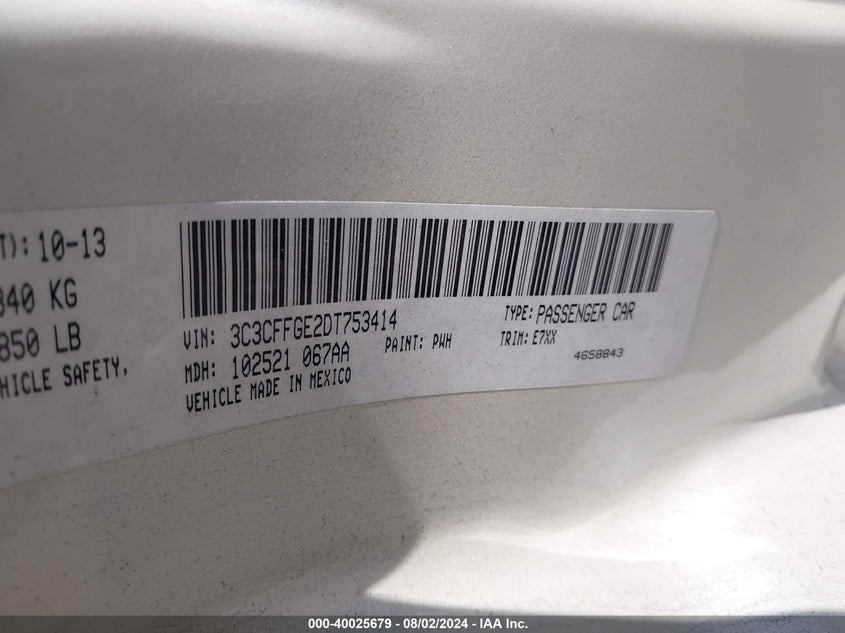 T): 10-13
840 KG
850 LB
HICLE SAFETY,
VIN: 3C3CFFGE2DT753414
MDH: 102521 067AA
VEHICLE MADE IN MEXICO
PAINT: PWH
TYPE: PASSENGER CAR
TRIM: E7XX
4658843
000-40025679 - 08/02/2024 - IAA Inc.